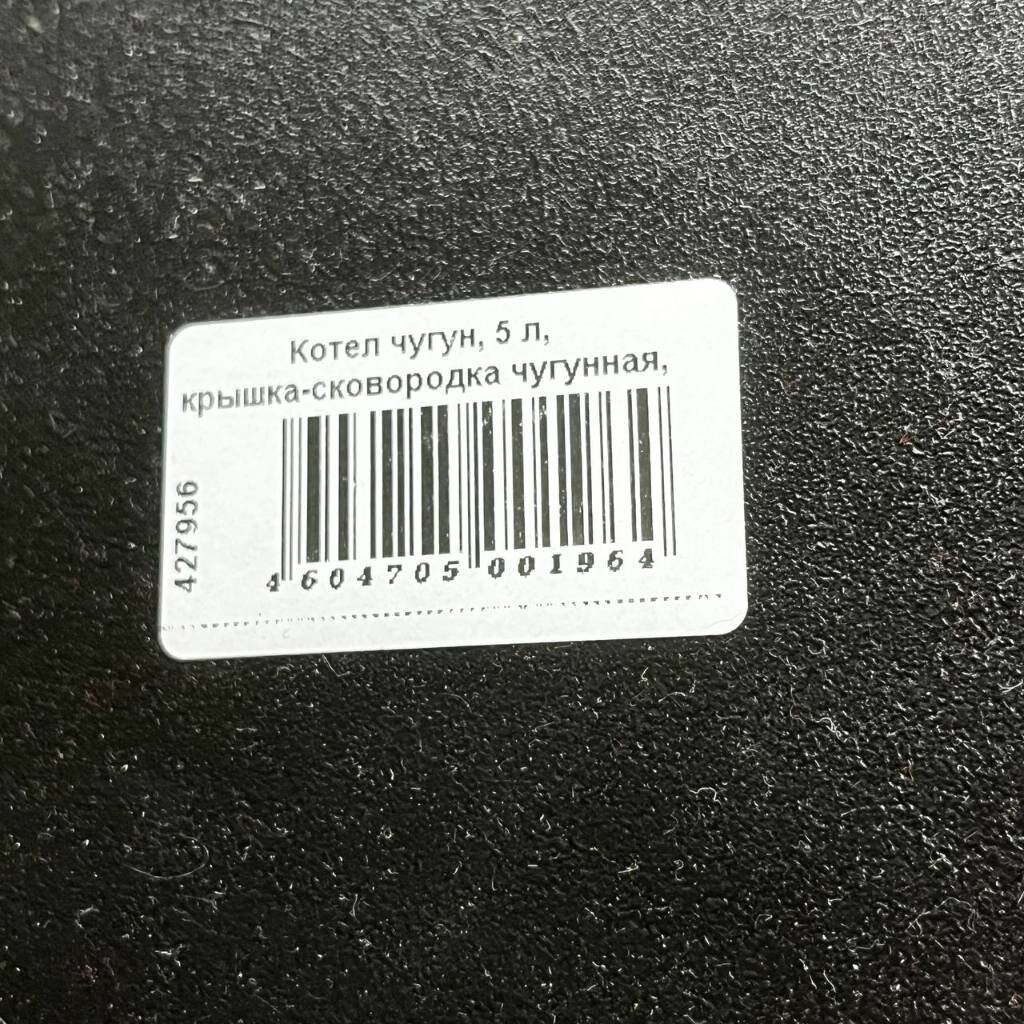 Котел чугун, 5 л,
крышка-сковородка чугунная,
427956
4 604705 001964